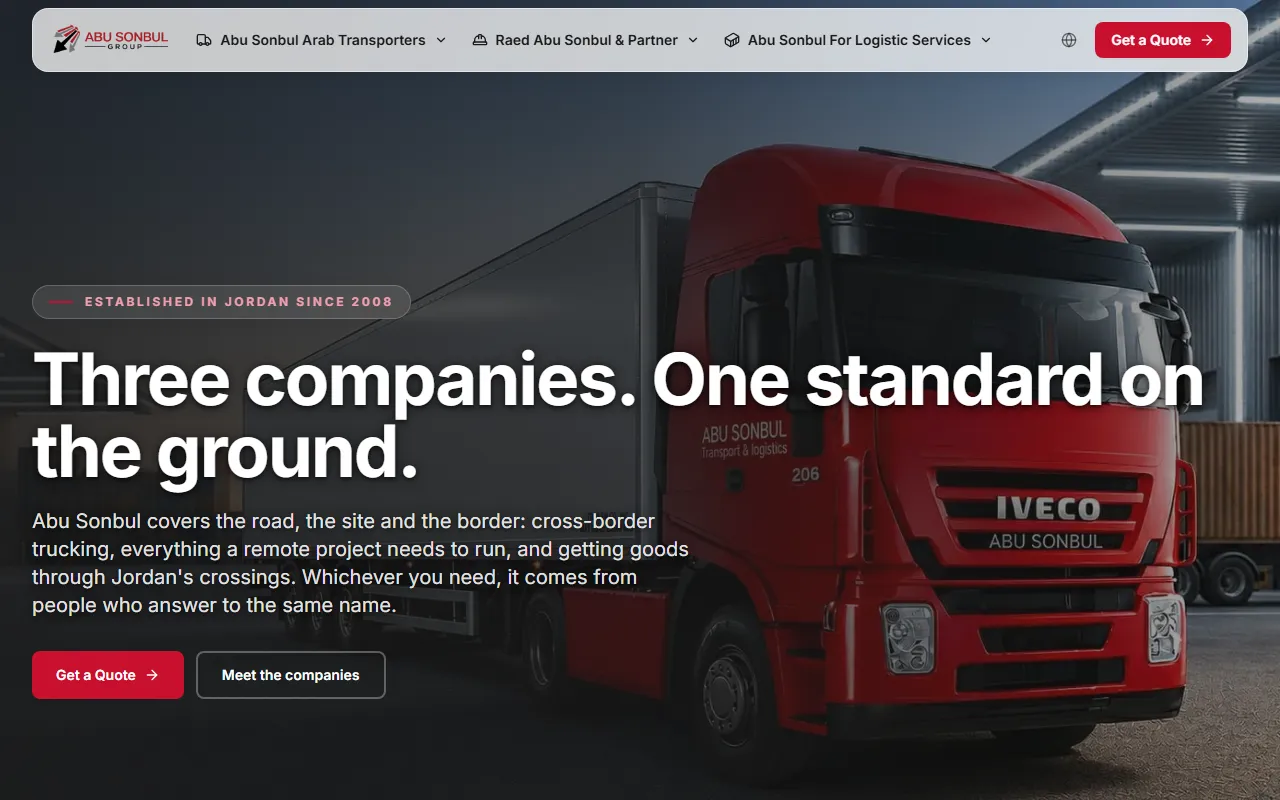 ABU SONBUL
GROUP
Abu Sonbul Arab Transporters
Raed Abu Sonbul & Partner
Abu Sonbul For Logistic Services
Get a Quote
ESTABLISHED IN JORDAN SINCE 2008
Three companies. One standard on
the ground.
ABU SONBUL
Transport & logistics
206
IVECO
ABU SONBUL
Abu Sonbul covers the road, the site and the border: cross-border
trucking, everything a remote project needs to run, and getting goods
through Jordan's crossings. Whichever you need, it comes from
people who answer to the same name.
Get a Quote
Meet the companies